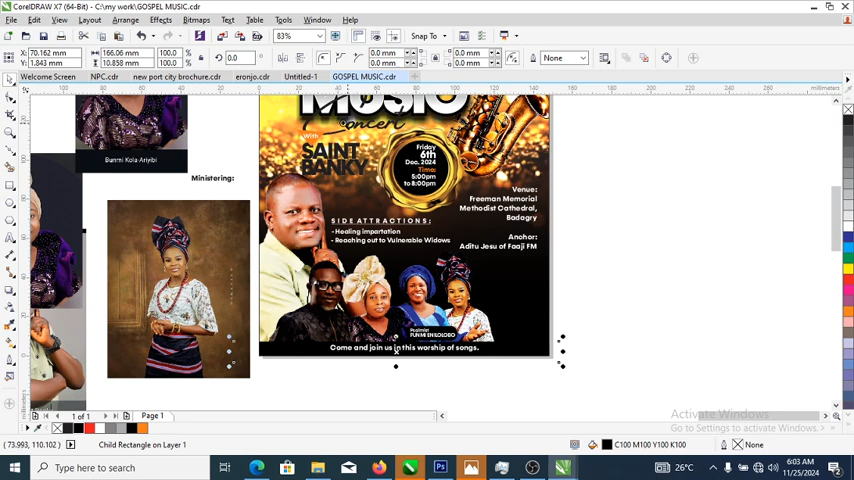 CorelDRAW X7 (64-Bit) - C:\my work\GOSPEL MUSIC.cdr
File Edit View Layout Arrange Effects Bitmaps Text Table Tools Window Help
83% Snap To
X: 70.162 mm 166.06 mm 100.0 % 0.0 0.0 mm 0.0 mm None
Y: 1.843 mm 10.858 mm 100.0 % 0.0 mm 0.0 mm
Welcome Screen NPC.cdr new port city brochure.cdr eronjo.cdr Untitled-1 GOSPEL MUSIC.cdr
millimeters
Bunmi Kola-Ariyibi
Ministering:
MUSIC
Concert
With
SAINT
BANKY
Friday
6th
Dec. 2024
Time:
5:00pm
to 8:00pm
Venue:
Freeman Memorial
Methodist Cathedral,
Badagry
SIDE ATTRACTIONS:
- Healing impartation
- Reaching out to Vulnerable Widows
Anchor:
Aditu Jesu of Faaji FM
Psalmist
FUNMI ENILOLOBO
Come and join us in this worship of songs.
Activate Windows
Go to Settings to activate Windows.
1 of 1 Page 1
(73.993, 110.102) Child Rectangle on Layer 1 C100 M100 Y100 K100 None
Type here to search
26°C
6:03 AM
11/25/2024